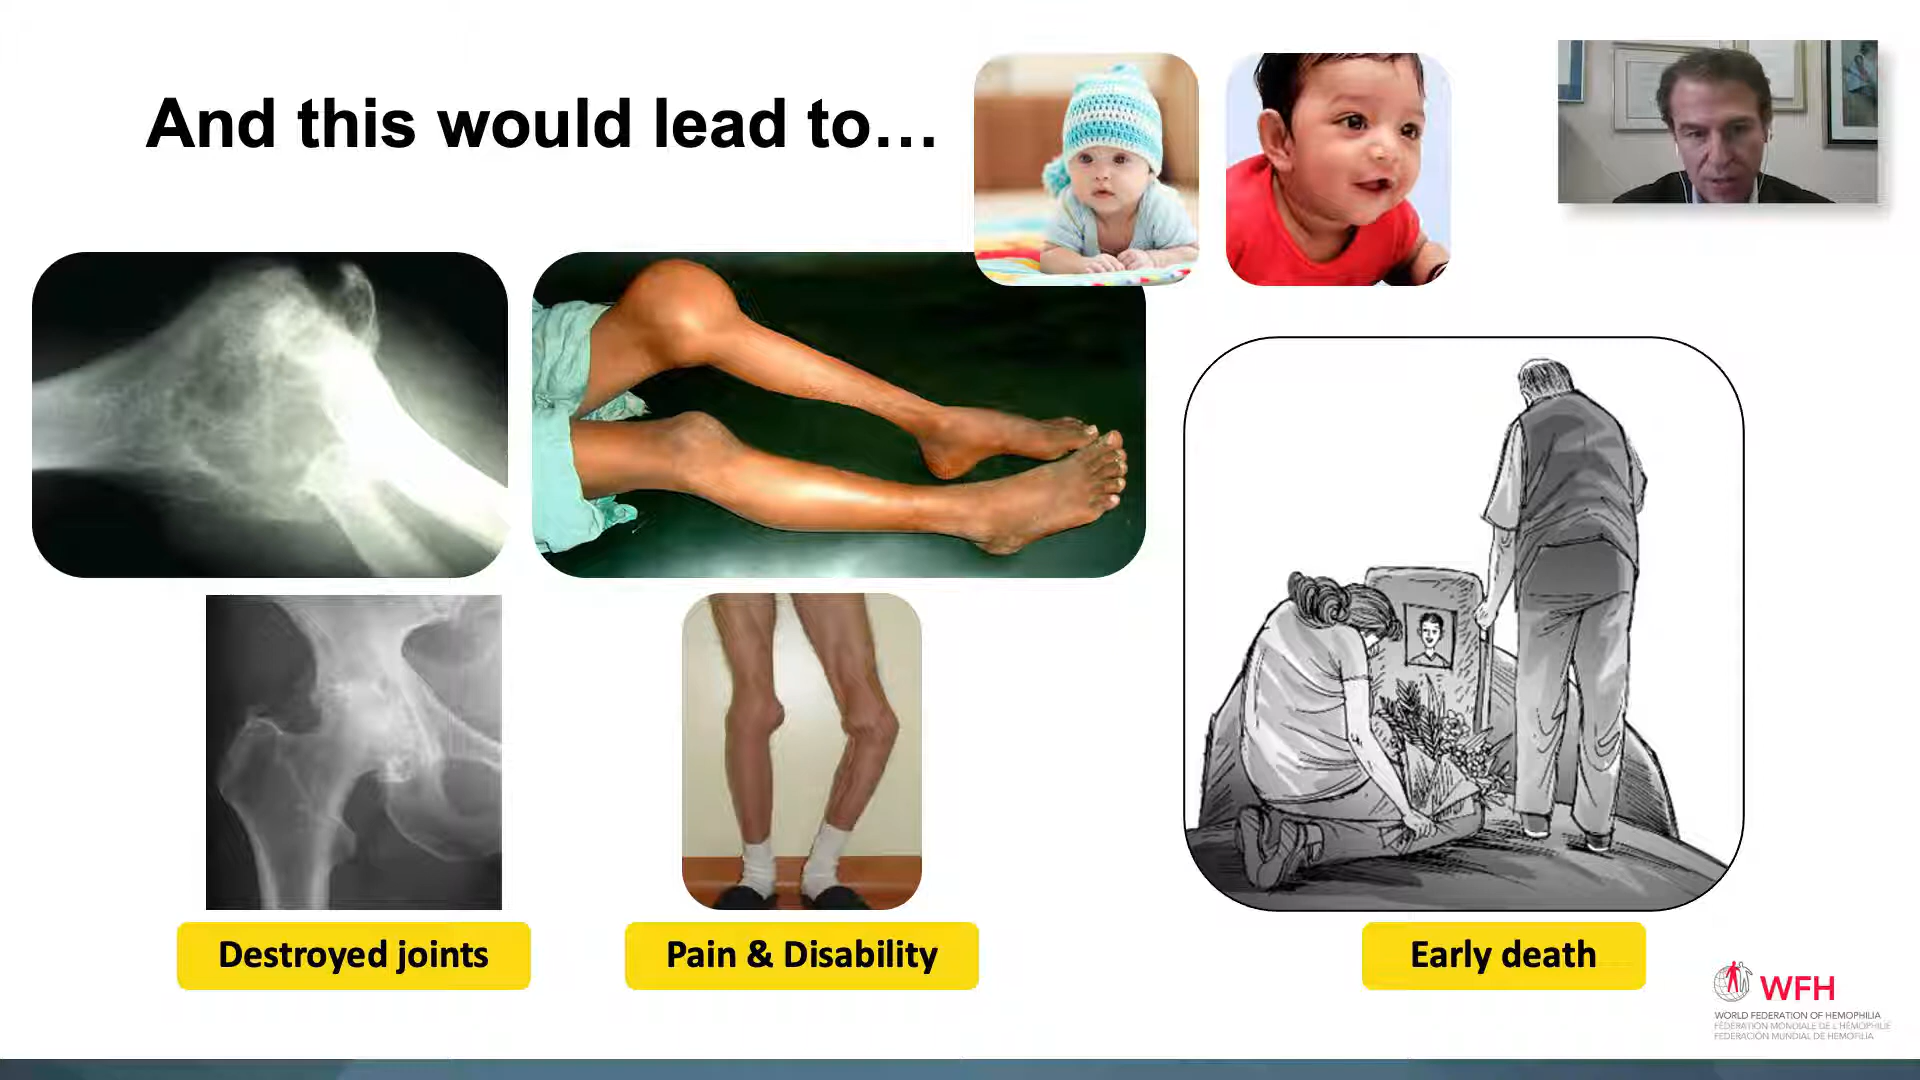 And this would lead to…
Destroyed joints
Pain & Disability
Early death
WFH
WORLD FEDERATION OF HEMOPHILIA
FÉDÉRATION MONDIALE DE L'HÉMOPHILIE
FEDERACIÓN MUNDIAL DE HEMOFILIA